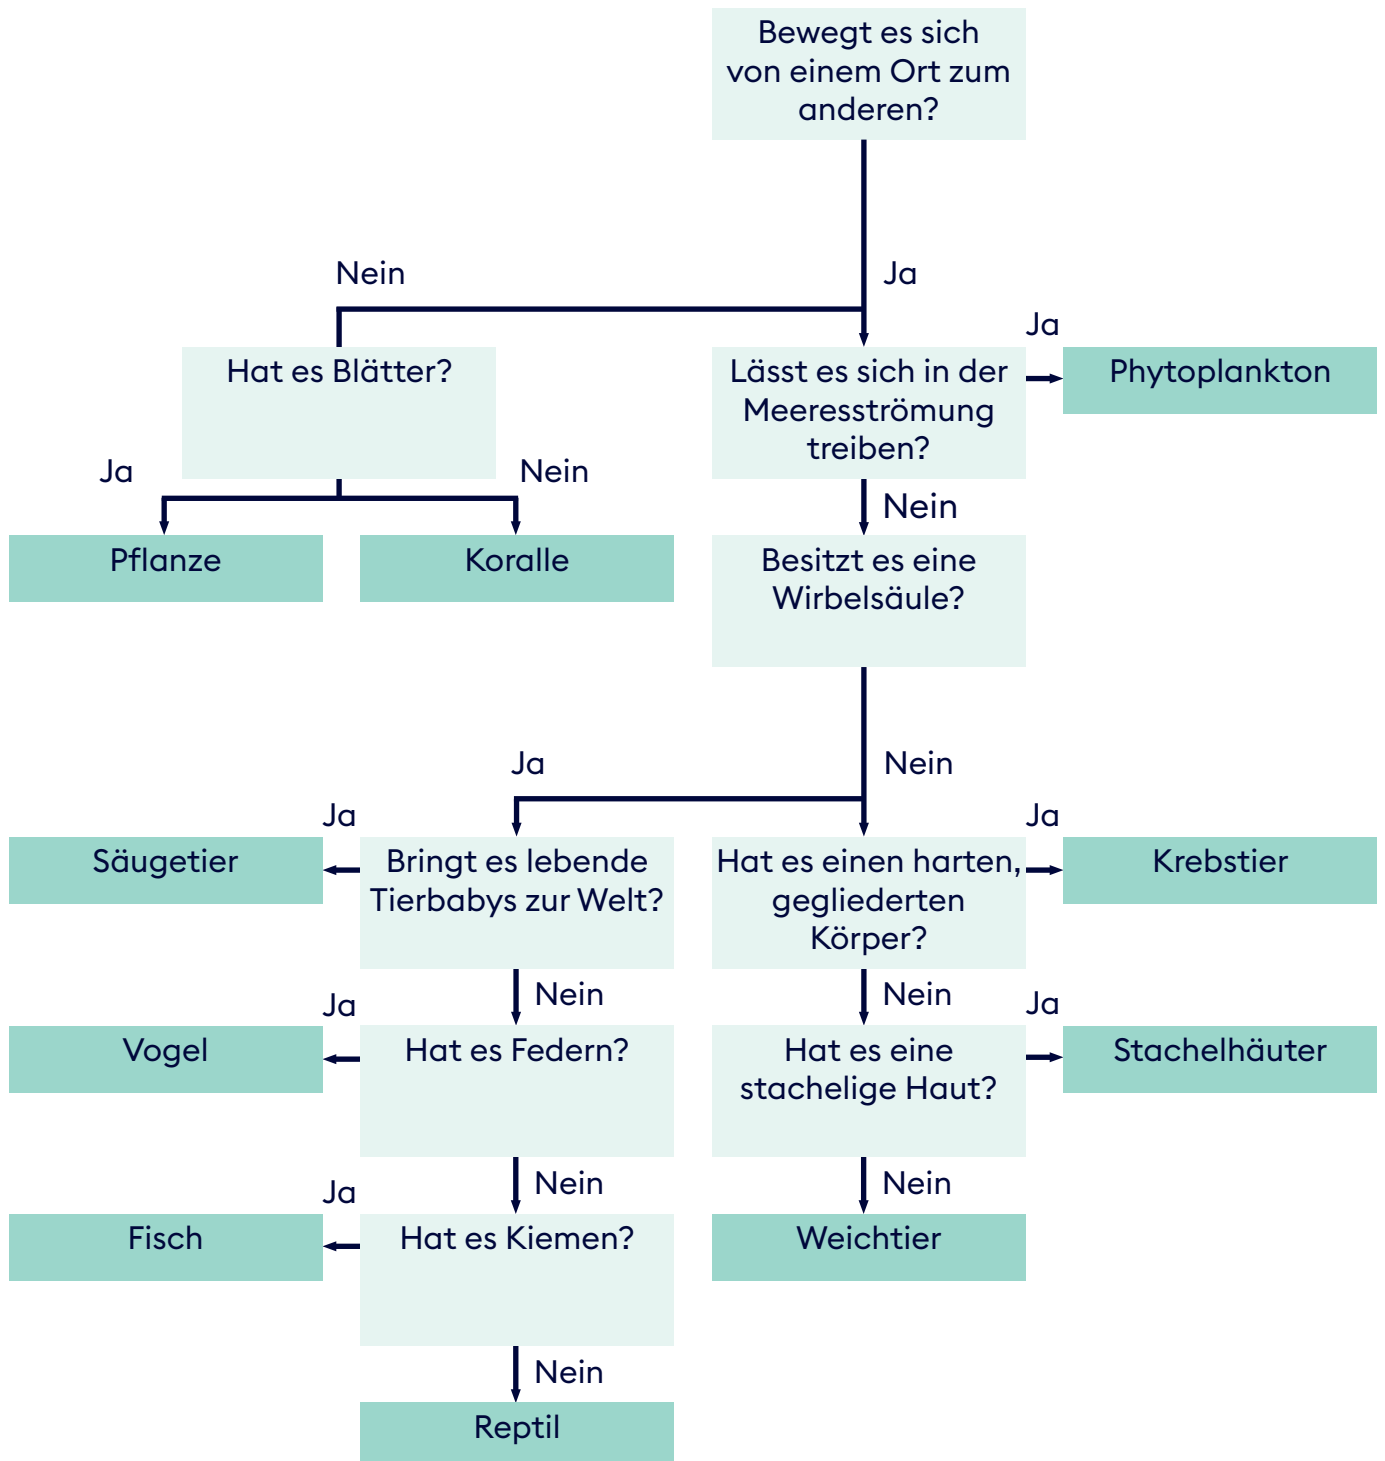 Bewegt es sich
von einem Ort zum
anderen?
Nein
Ja
Hat es Blätter?
Lässt es sich in der
Meeresströmung
treiben?
Ja
Phytoplankton
Ja
Nein
Nein
Pflanze
Koralle
Besitzt es eine
Wirbelsäule?
Ja
Nein
Ja
Säugetier
Bringt es lebende
Tierbabys zur Welt?
Hat es einen harten,
gegliederten
Körper?
Ja
Krebstier
Nein
Nein
Ja
Vogel
Hat es Federn?
Hat es eine
stachelige Haut?
Ja
Stachelhäuter
Nein
Nein
Ja
Fisch
Hat es Kiemen?
Weichtier
Nein
Reptil